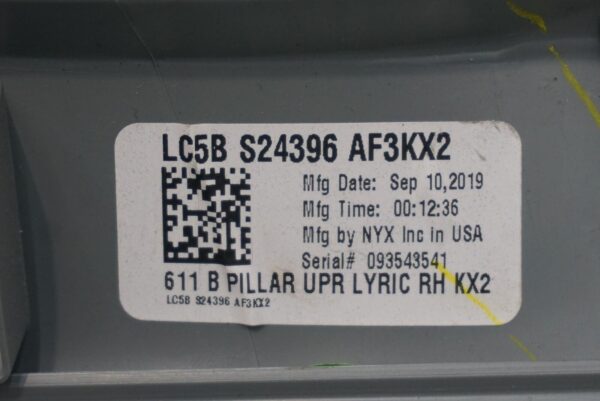 LC5B S24396 AF3KX2
Mfg Date: Sep 10,2019
Mfg Time: 00:12:36
Mfg by NYX Inc in USA
Serial# 093543541
611 B PILLAR UPR LYRIC RH KX2
LC5B S24396 AF3KX2